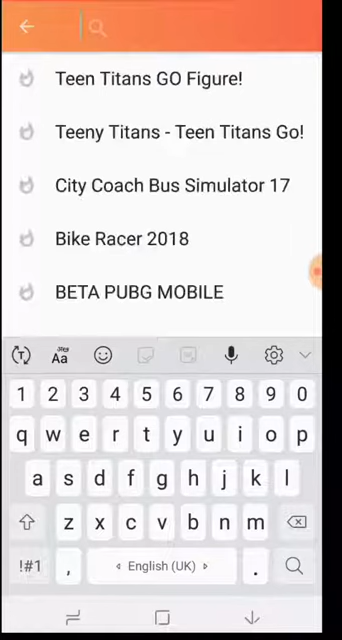 Teen Titans GO Figure!
Teeny Titans - Teen Titans Go!
City Coach Bus Simulator 17
Bike Racer 2018
BETA PUBG MOBILE
T Aa
1 2 3 4 5 6 7 8 9 0
q w e r t y u i o p
a s d f g h j k l
z x c v b n m
!#1 , English (UK) .